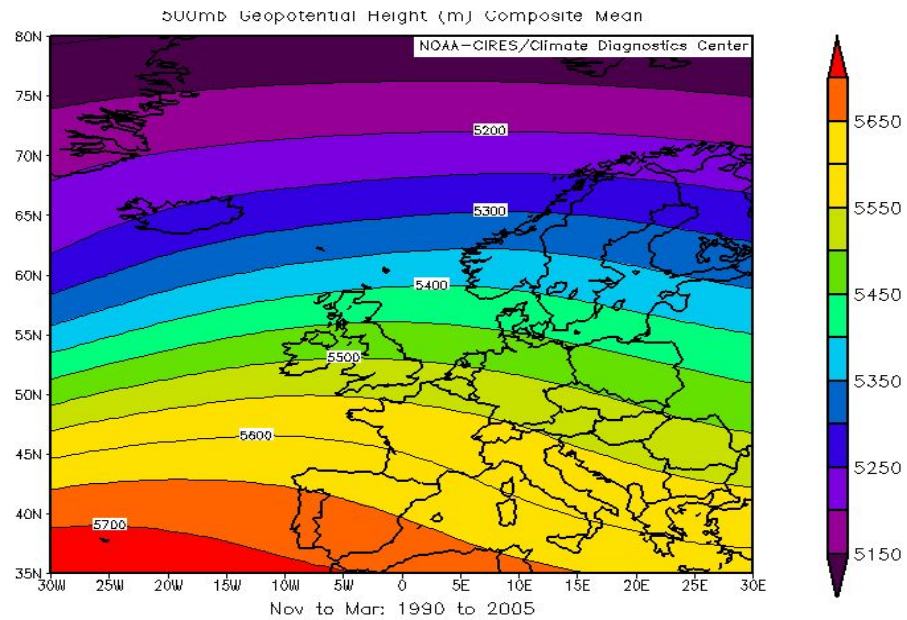 500mb Geopotential Height (m) Composite Mean
NOAA-CIRES/Climate Diagnostics Center
80N
75N
70N
65N
60N
55N
50N
45N
40N
35N
5200
5300
5400
5500
5600
5700
30W 25W 20W 15W 10W 5W 0 5E 10E 15E 20E 25E 30E
Nov to Mar: 1990 to 2005
5650
5550
5450
5350
5250
5150